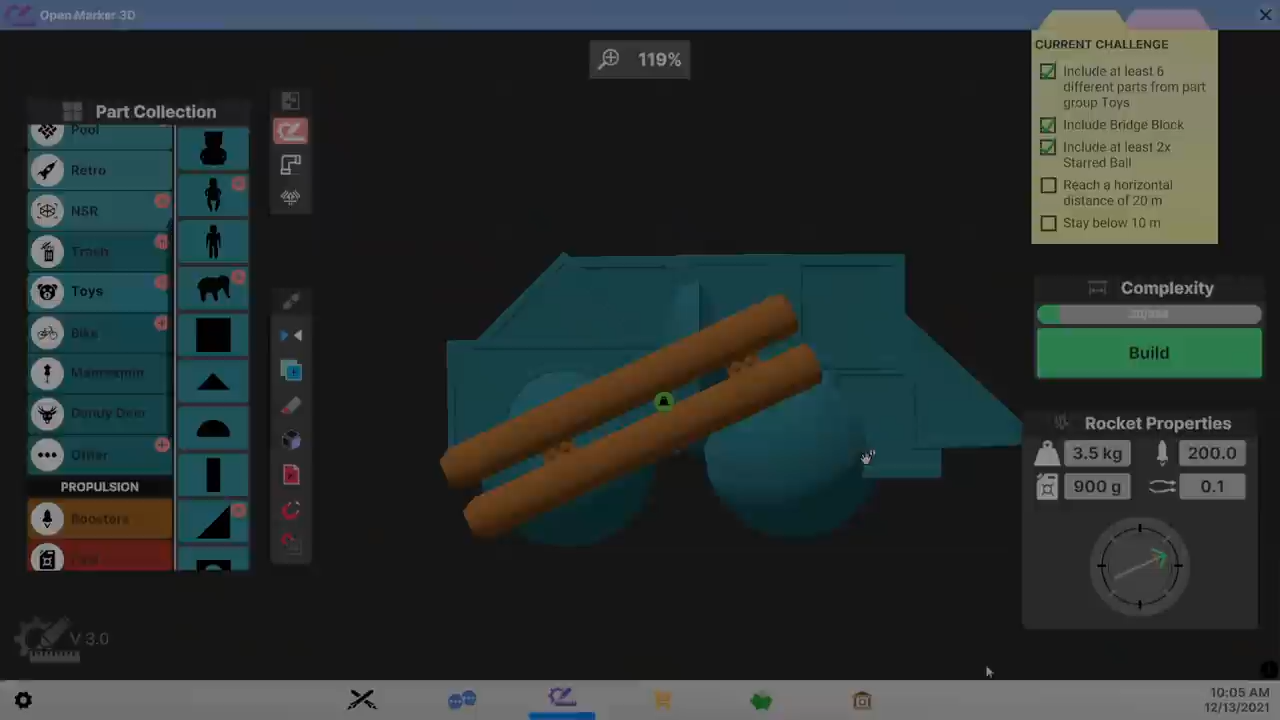 Open Marker 3D
119%
CURRENT CHALLENGE
Include at least 6
different parts from part
group Toys
Include Bridge Block
Include at least 2x
Starred Ball
Reach a horizontal
distance of 20 m
Stay below 10 m
Part Collection
Pool
Retro
NSR
Trash
Toys
Bike
Mannequin
Dandy Deer
Other
PROPULSION
Boosters
Fuel
Complexity
Build
Rocket Properties
3.5 kg
200.0
900 g
0.1
V 3.0
10:05 AM
12/13/2021